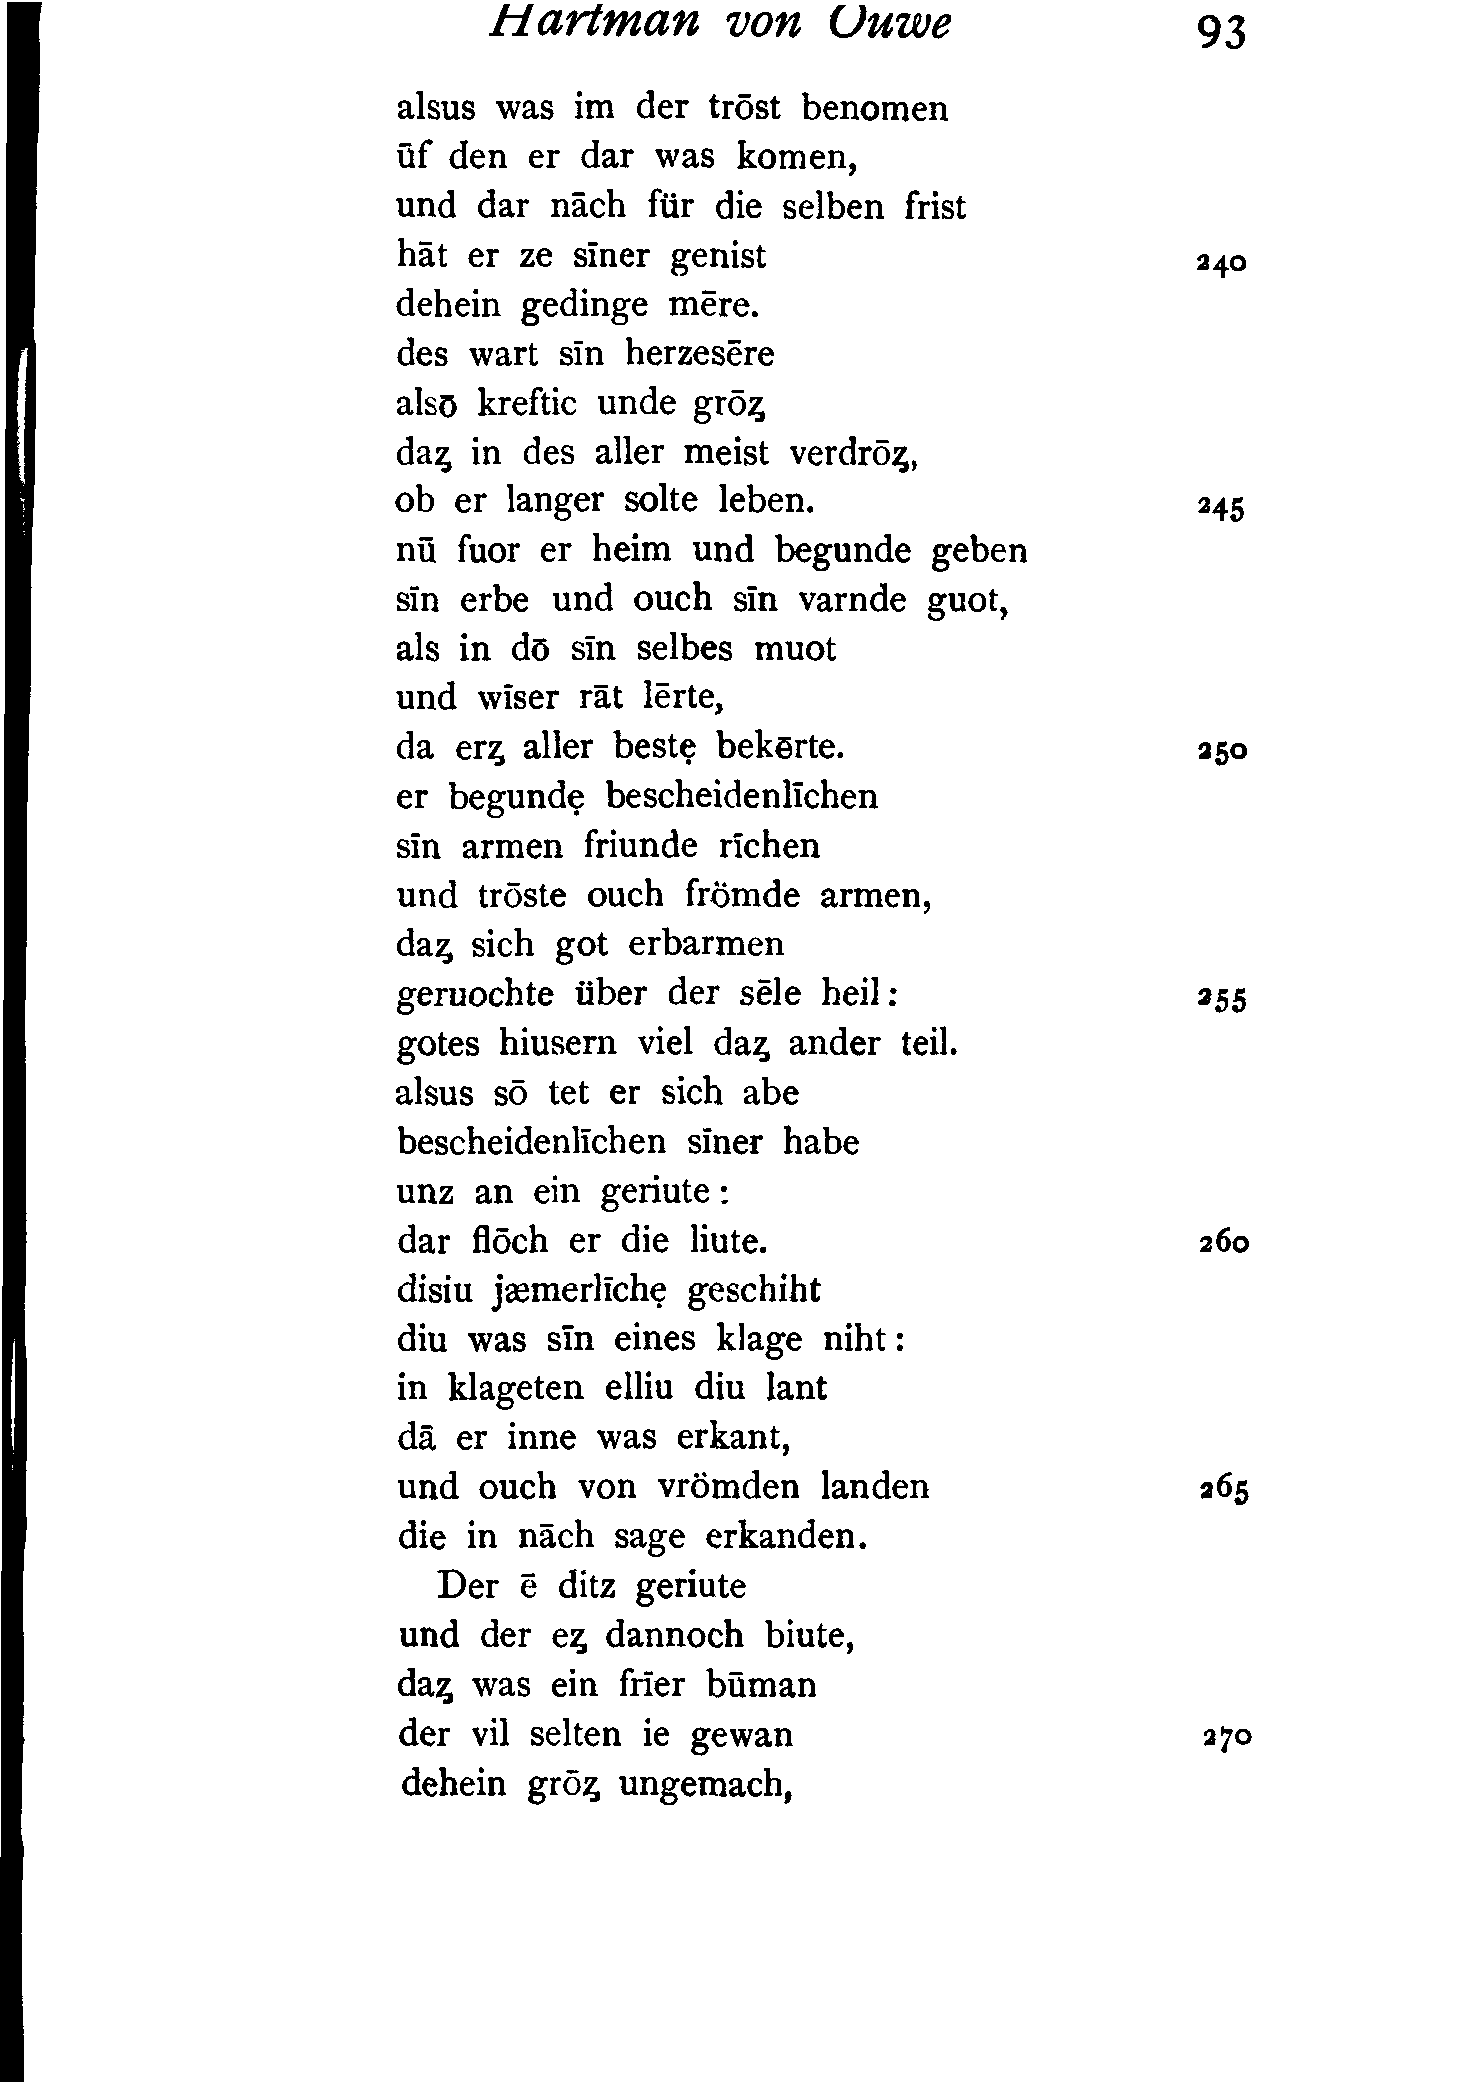 Hartman von Ouwe 93
alsus was im der trōst benomen
ūf den er dar was komen,
und dar nāch für die selben frist
hāt er ze sīner genist 240
dehein gedinge mēre.
des wart sīn herzesēre
alsō kreftic unde grōʒ
daʒ in des aller meist verdrōʒ,
ob er langer solte leben. 245
nū fuor er heim und begunde geben
sīn erbe und ouch sīn varnde guot,
als in dō sīn selbes muot
und wīser rāt lērte,
da erʒ aller bestẹ bekērte. 250
er begundẹ bescheidenlīchen
sīn armen friunde rīchen
und trōste ouch frömde armen,
daʒ sich got erbarmen
geruochte über der sēle heil: 255
gotes hiusern viel daʒ ander teil.
alsus sō tet er sich abe
bescheidenlīchen sīner habe
unz an ein geriute:
dar flōch er die liute. 260
disiu jæmerlīchẹ geschiht
diu was sīn eines klage niht:
in klageten elliu diu lant
dā er inne was erkant,
und ouch von vrömden landen 265
die in nāch sage erkanden.
Der ē ditz geriute
und der eʒ dannoch biute,
daʒ was ein frīer būman
der vil selten ie gewan 270
dehein grōʒ ungemach,